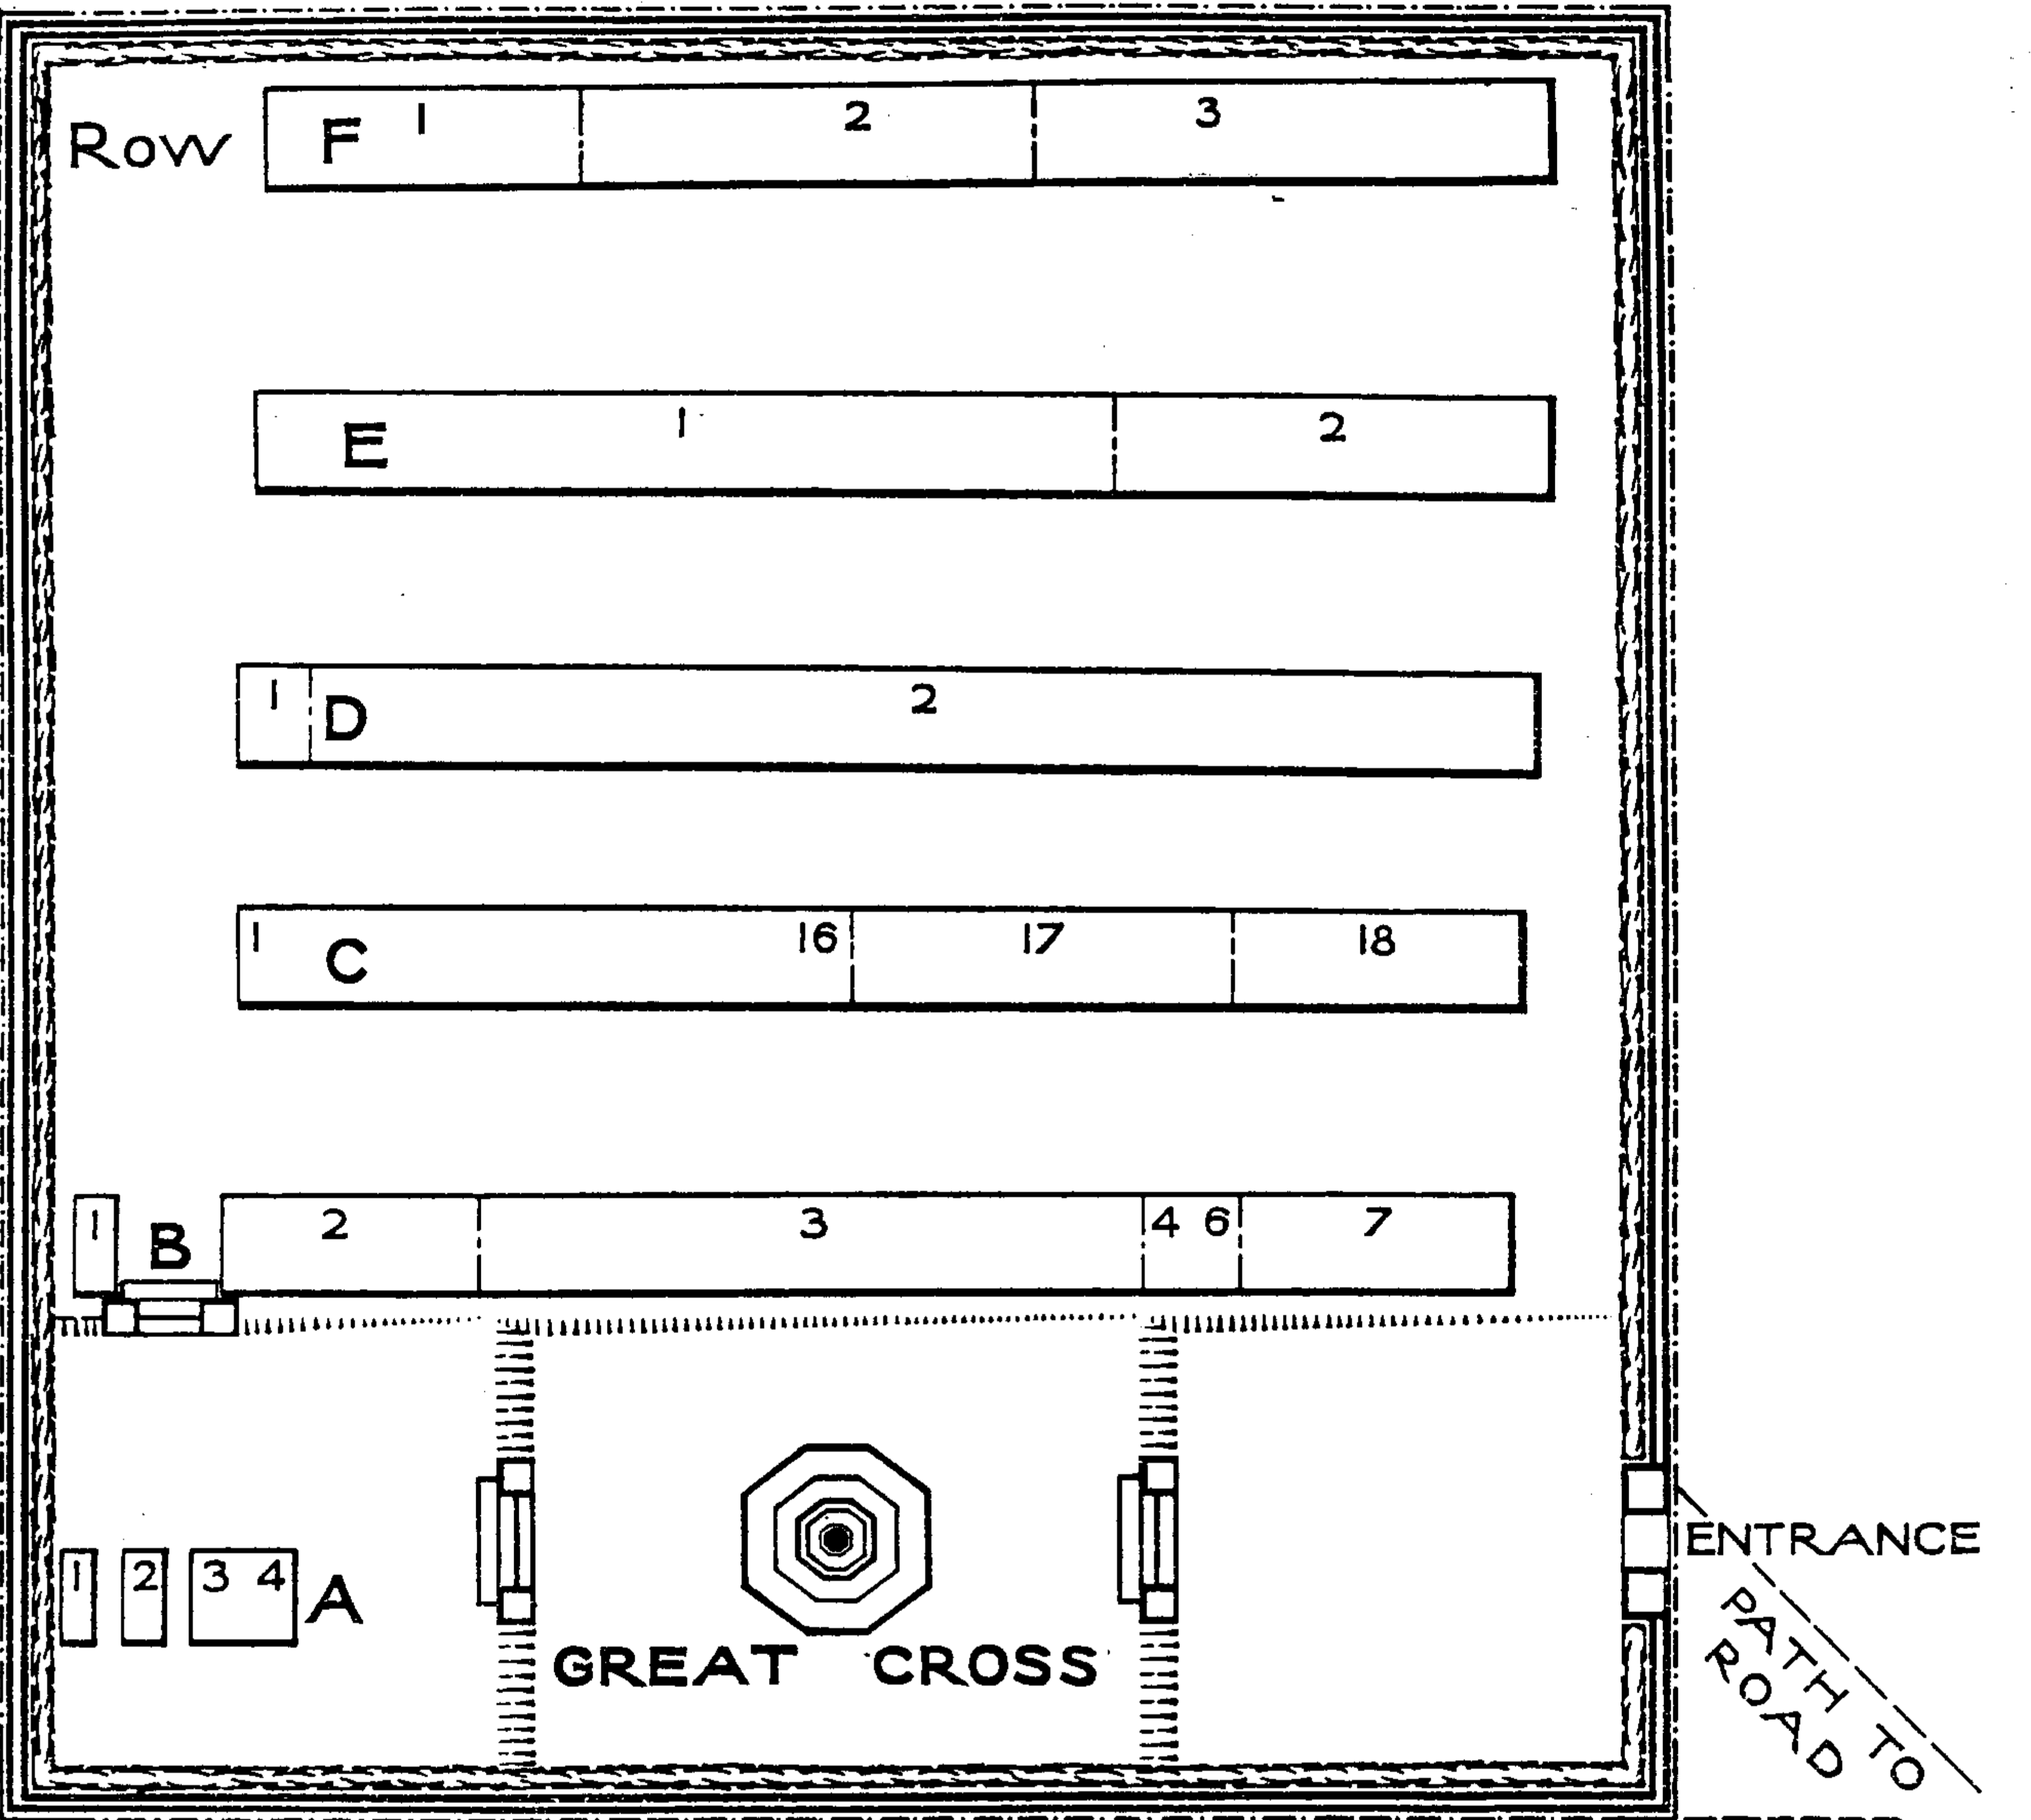 Row F 1 2 3
E 1 2
1 D 2
1 C 16 17 18
1 B 2 3 4 6 7
1 2 3 4 A
GREAT CROSS
ENTRANCE
PATH TO
ROAD